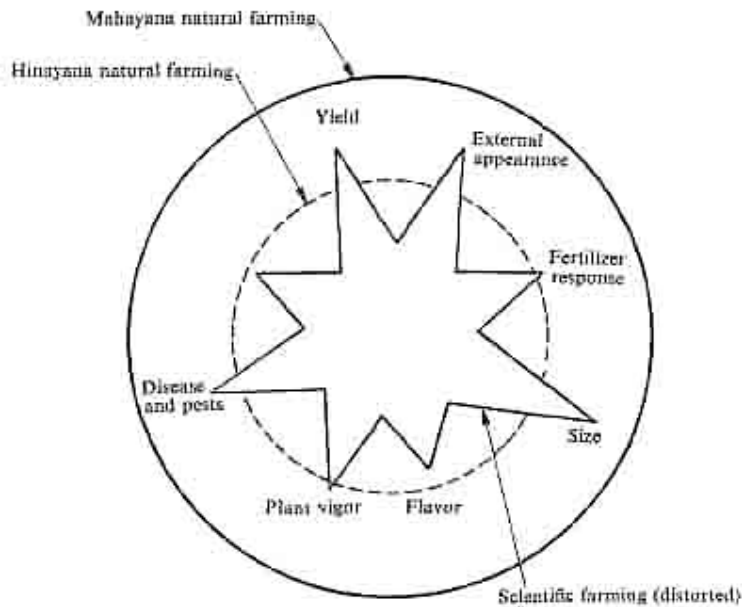 Mahayana natural farming
Hinayana natural farming
Yield
External
appearance
Fertilizer
response
Disease
and pests
Size
Plant vigor
Flavor
Scientific farming (distorted)